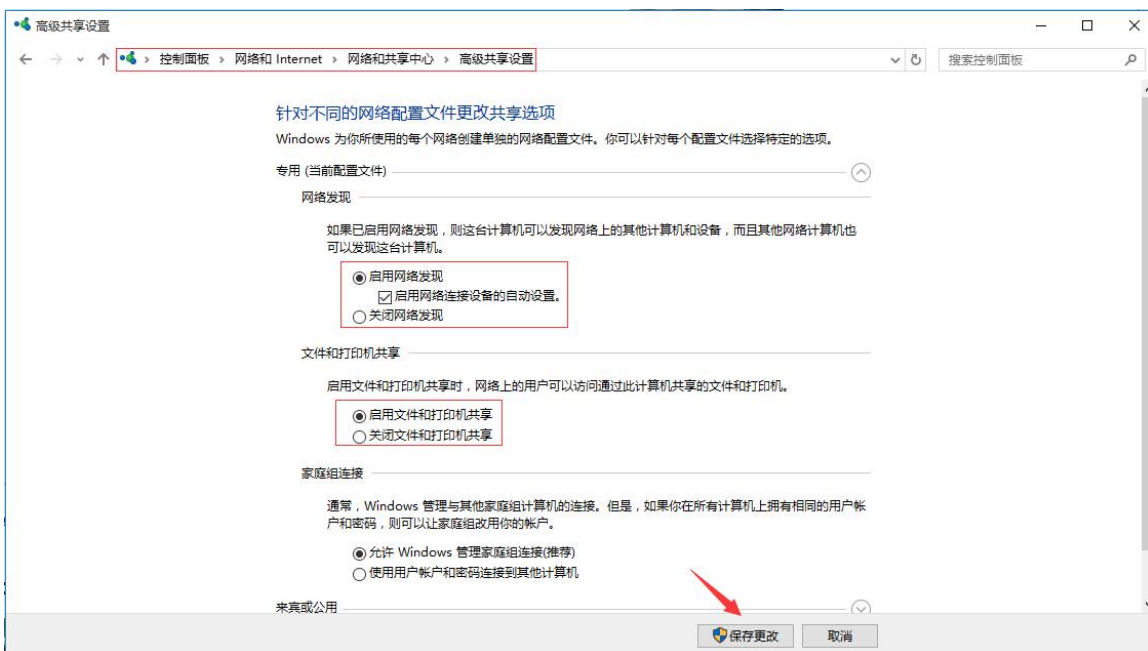 高级共享设置
控制面板 › 网络和 Internet › 网络和共享中心 › 高级共享设置
搜索控制面板
针对不同的网络配置文件更改共享选项
Windows 为你所使用的每个网络创建单独的网络配置文件。你可以针对每个配置文件选择特定的选项。
专用 (当前配置文件)
网络发现
如果已启用网络发现，则这台计算机可以发现网络上的其他计算机和设备，而且其他网络计算机也
可以发现这台计算机。
启用网络发现
启用网络连接设备的自动设置。
关闭网络发现
文件和打印机共享
启用文件和打印机共享时，网络上的用户可以访问通过此计算机共享的文件和打印机。
启用文件和打印机共享
关闭文件和打印机共享
家庭组连接
通常，Windows 管理与其他家庭组计算机的连接。但是，如果你在所有计算机上拥有相同的用户帐
户和密码，则可以让家庭组改用你的帐户。
允许 Windows 管理家庭组连接(推荐)
使用用户帐户和密码连接到其他计算机
来宾或公用
保存更改
取消